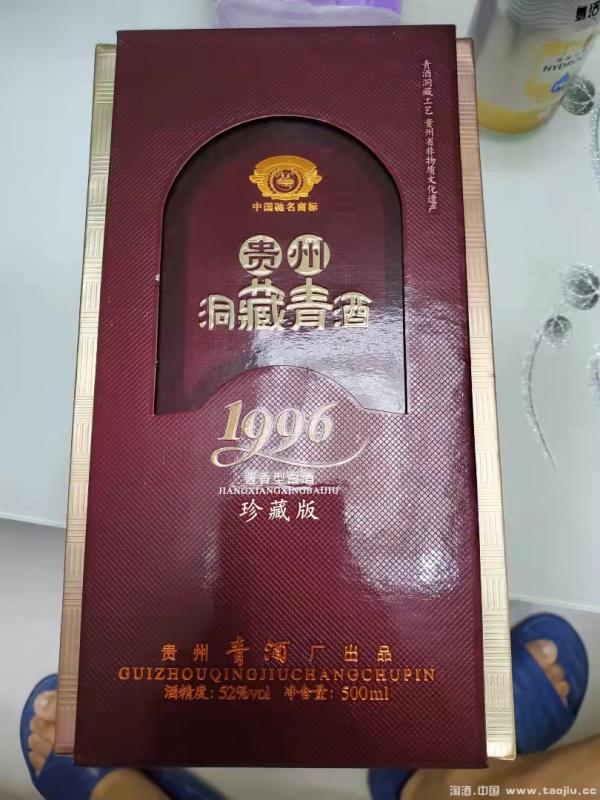 青酒洞藏工艺 贵州省非物质文化遗产
中国驰名商标
贵州
洞藏青酒
1996
酱香型白酒
JIANGXIANGXINGBAIJIU
珍藏版
贵州 青酒 厂出品
GUIZHOUQINGJIUCHANGCHUPIN
酒精度：52%vol 净含量：500ml
HYDRO
淘酒.中国 www.taojiu.cc